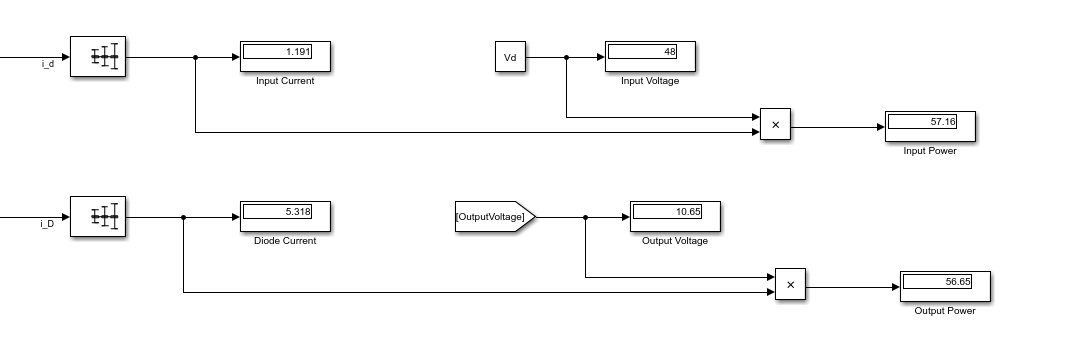 i_d
1.191
Input Current
Vd
48
Input Voltage
×
57.16
Input Power
i_D
5.318
Diode Current
[OutputVoltage]
10.65
Output Voltage
×
56.65
Output Power